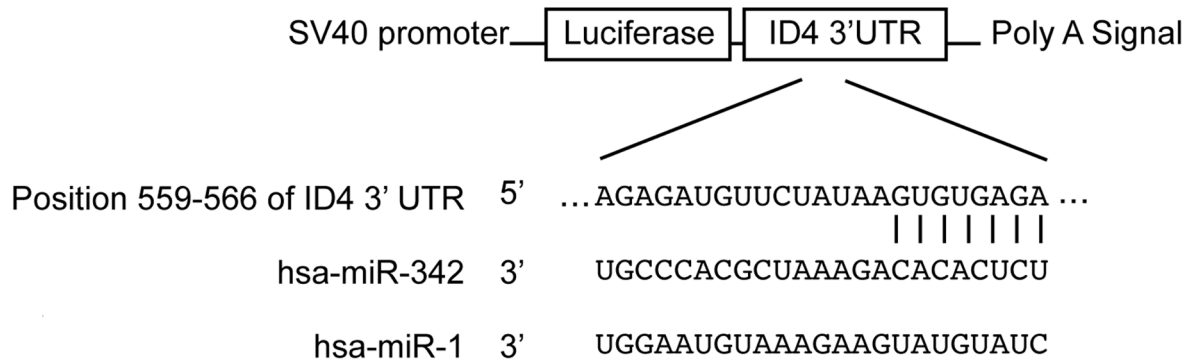 SV40 promoter Luciferase ID4 3'UTR Poly A Signal
Position 559-566 of ID4 3' UTR 5' ...AGAGAUGUUCUAUAAGUGUGAGA...
hsa-miR-342 3' UGCCCACGCUAAAGACACACUCU
hsa-miR-1 3' UGGAAUGUAAAGAAGUAUGUAUC